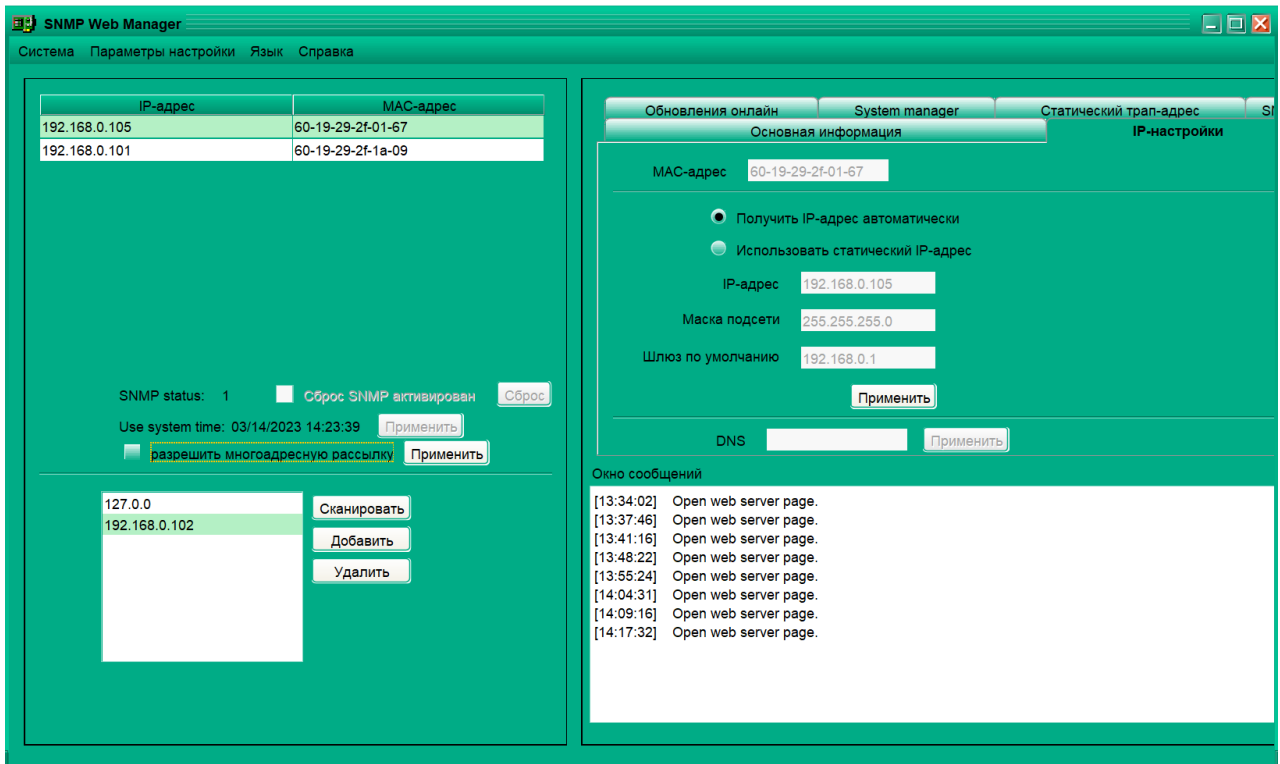 SNMP Web Manager
Система Параметры настройки Язык Справка
IP-адрес MAC-адрес
192.168.0.105 60-19-29-2f-01-67
192.168.0.101 60-19-29-2f-1a-09
SNMP status: 1 Сброс SNMP активирован Сброс
Use system time: 03/14/2023 14:23:39 Применить
разрешить многоадресную рассылку Применить
127.0.0
192.168.0.102
Сканировать
Добавить
Удалить
Обновления онлайн System manager Статический трап-адрес
Основная информация IP-настройки
MAC-адрес 60-19-29-2f-01-67
Получить IP-адрес автоматически
Использовать статический IP-адрес
IP-адрес 192.168.0.105
Маска подсети 255.255.255.0
Шлюз по умолчанию 192.168.0.1
Применить
DNS Применить
Окно сообщений
[13:34:02] Open web server page.
[13:37:46] Open web server page.
[13:41:16] Open web server page.
[13:48:22] Open web server page.
[13:55:24] Open web server page.
[14:04:31] Open web server page.
[14:09:16] Open web server page.
[14:17:32] Open web server page.